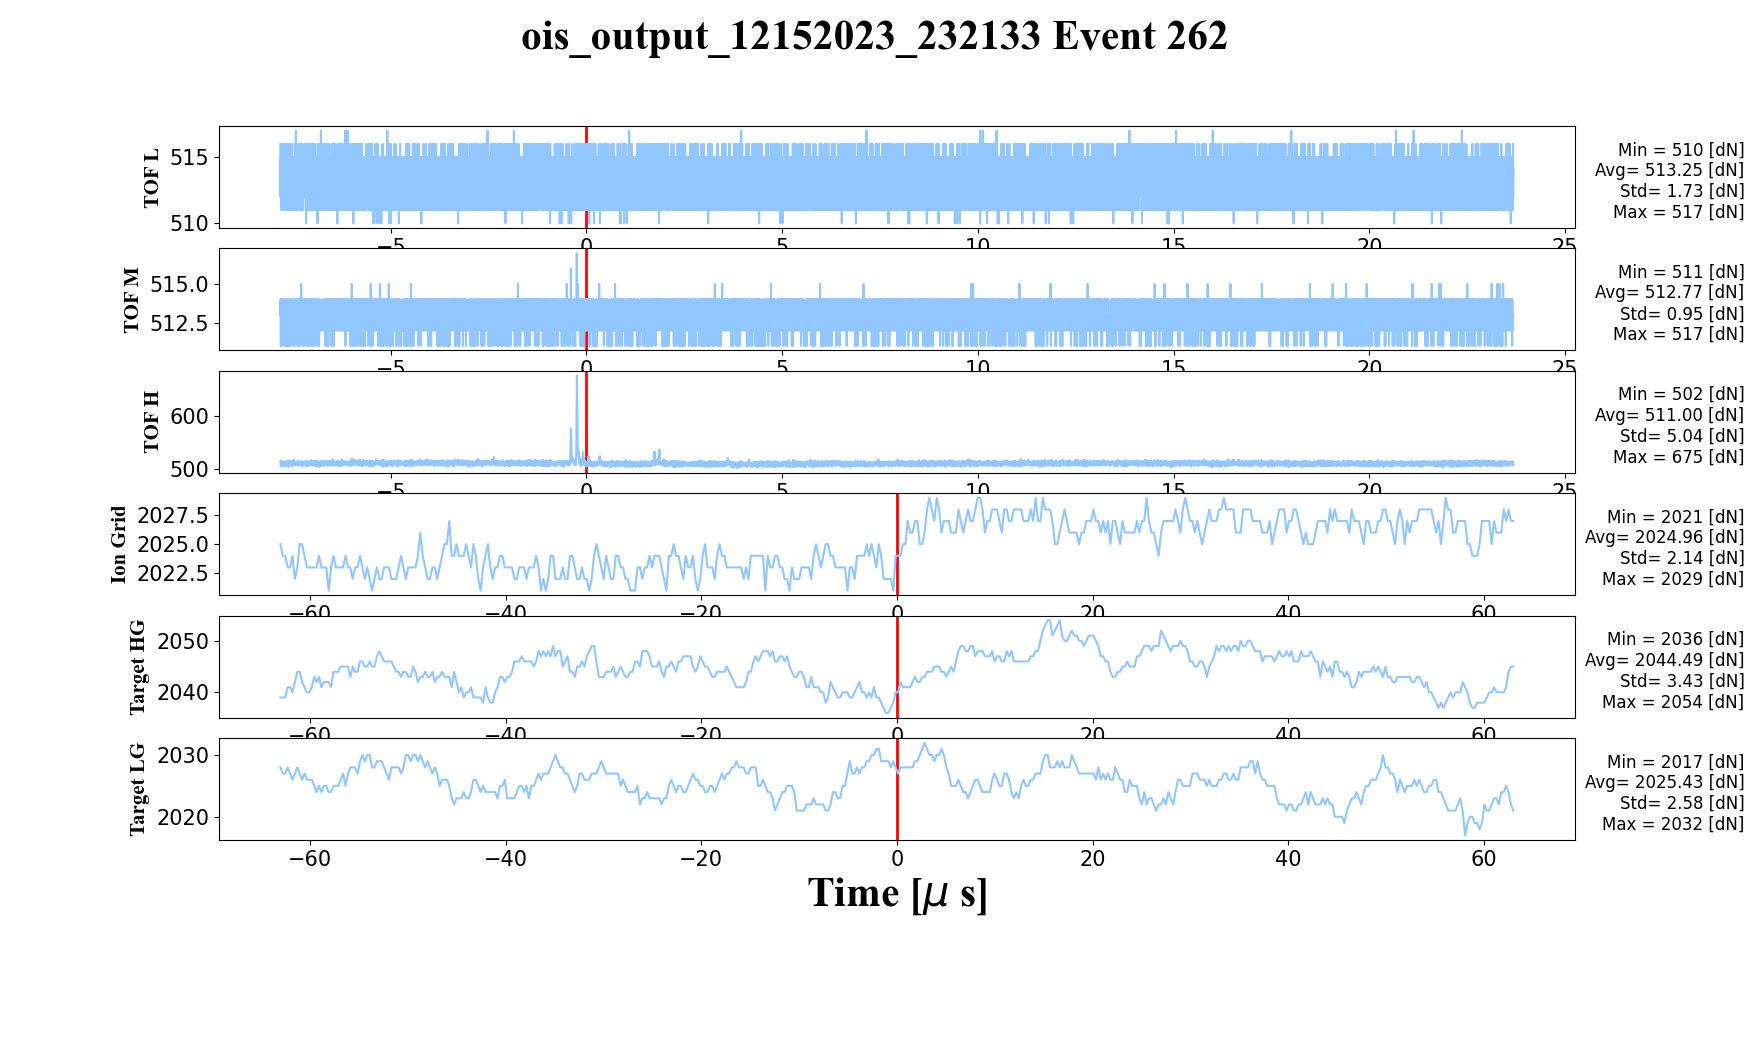 ois_output_12152023_232133 Event 262
TOF L
515
510
−5 0 5 10 15 20 25
Min = 510 [dN]
Avg= 513.25 [dN]
Std= 1.73 [dN]
Max = 517 [dN]
TOF M
515.0
512.5
−5 0 5 10 15 20 25
Min = 511 [dN]
Avg= 512.77 [dN]
Std= 0.95 [dN]
Max = 517 [dN]
TOF H
600
500
−5 0 5 10 15 20 25
Min = 502 [dN]
Avg= 511.00 [dN]
Std= 5.04 [dN]
Max = 675 [dN]
Ion Grid
2027.5
2025.0
2022.5
−60 −40 −20 0 20 40 60
Min = 2021 [dN]
Avg= 2024.96 [dN]
Std= 2.14 [dN]
Max = 2029 [dN]
Target HG
2050
2040
−60 −40 −20 0 20 40 60
Min = 2036 [dN]
Avg= 2044.49 [dN]
Std= 3.43 [dN]
Max = 2054 [dN]
Target LG
2030
2020
−60 −40 −20 0 20 40 60
Min = 2017 [dN]
Avg= 2025.43 [dN]
Std= 2.58 [dN]
Max = 2032 [dN]
Time [μ s]